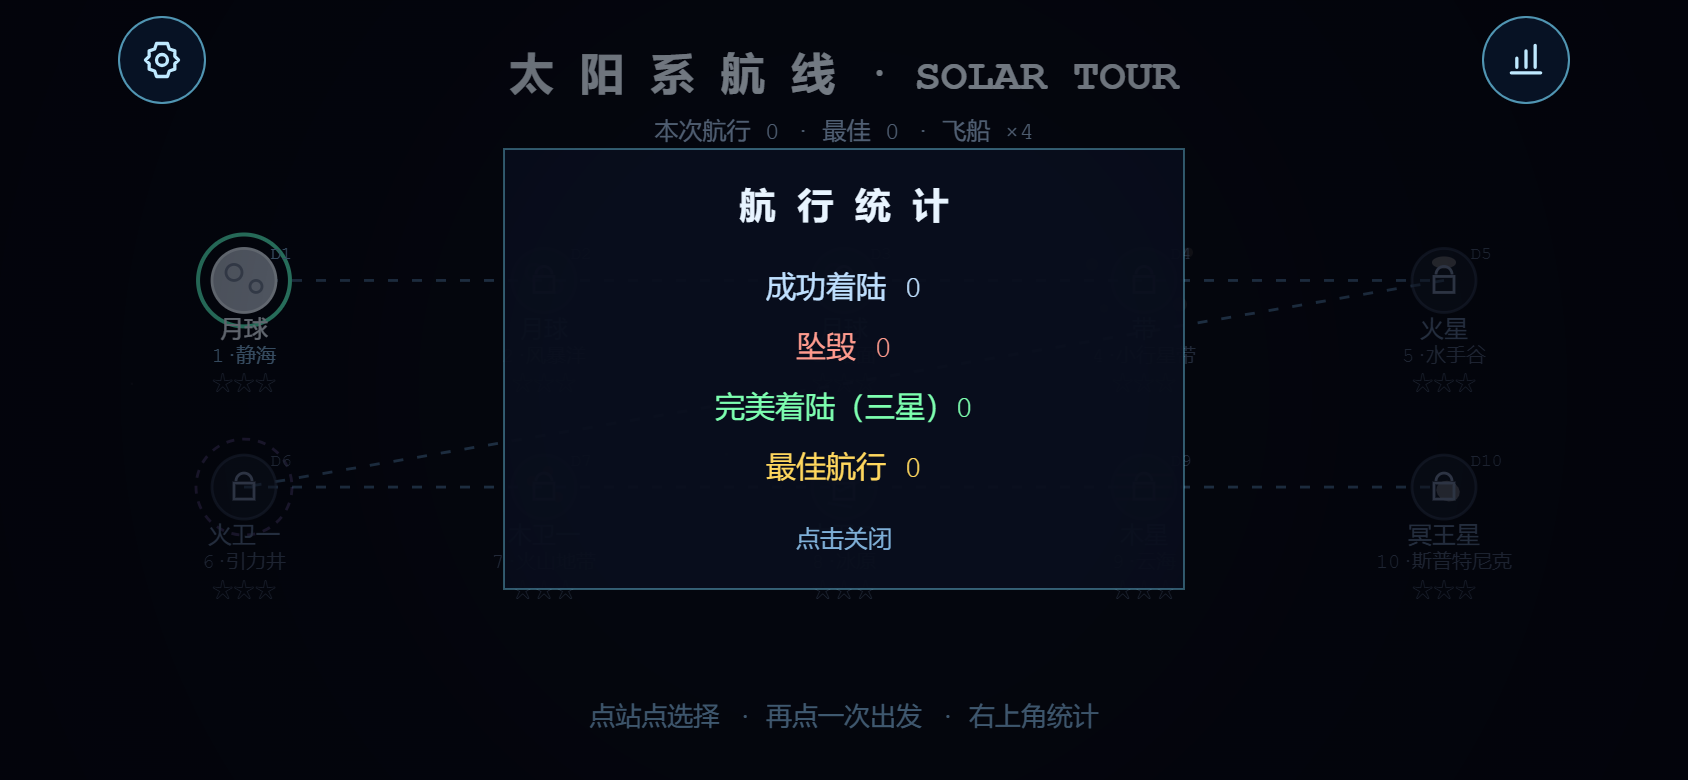 太阳系航线 · SOLAR TOUR
本次航行 0 · 最佳 0 · 飞船 ×4
航行统计
成功着陆 0
坠毁 0
完美着陆（三星）0
最佳航行 0
点击关闭
D1
月球
1 ·静海
☆☆☆
D5
火星
5 ·水手谷
☆☆☆
D6
火卫一
6 ·引力井
☆☆☆
D10
冥王星
10 ·斯普特尼克
☆☆☆
点站点选择 · 再点一次出发 · 右上角统计